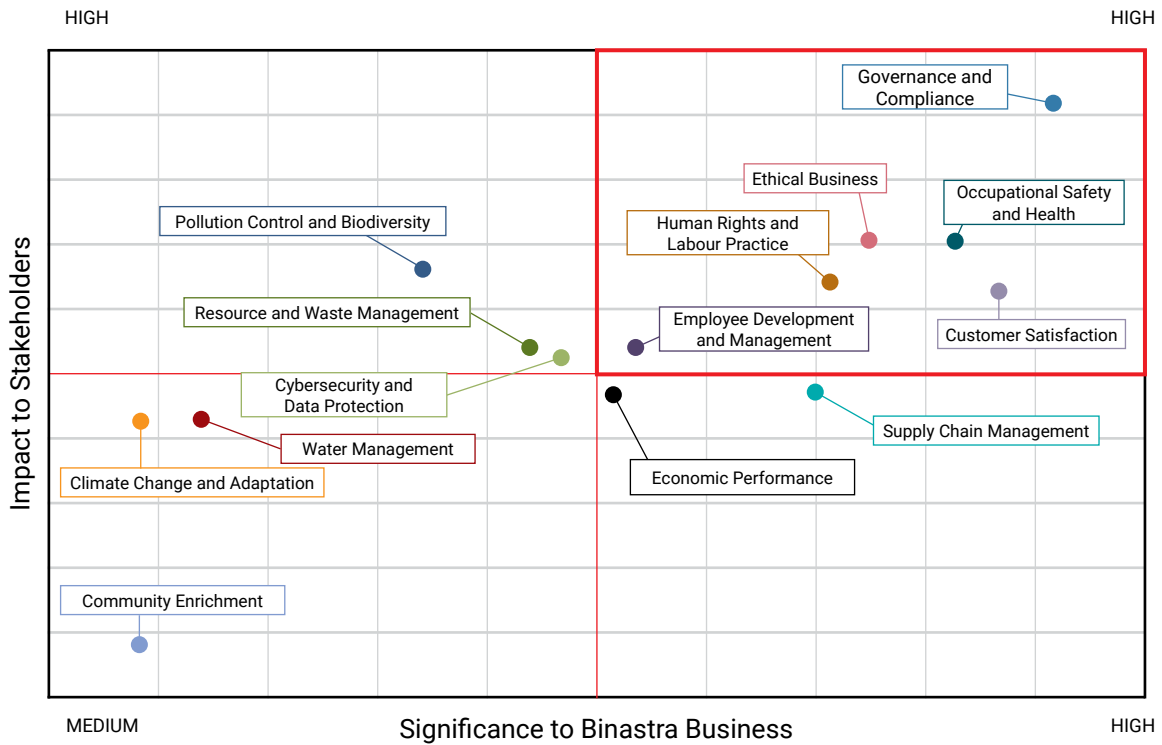 HIGH
HIGH
Governance and
Compliance
Ethical Business
Occupational Safety
and Health
Pollution Control and Biodiversity
Human Rights and
Labour Practice
Resource and Waste Management
Employee Development
and Management
Customer Satisfaction
Cybersecurity and
Data Protection
Supply Chain Management
Water Management
Economic Performance
Climate Change and Adaptation
Community Enrichment
Impact to Stakeholders
MEDIUM
Significance to Binastra Business
HIGH